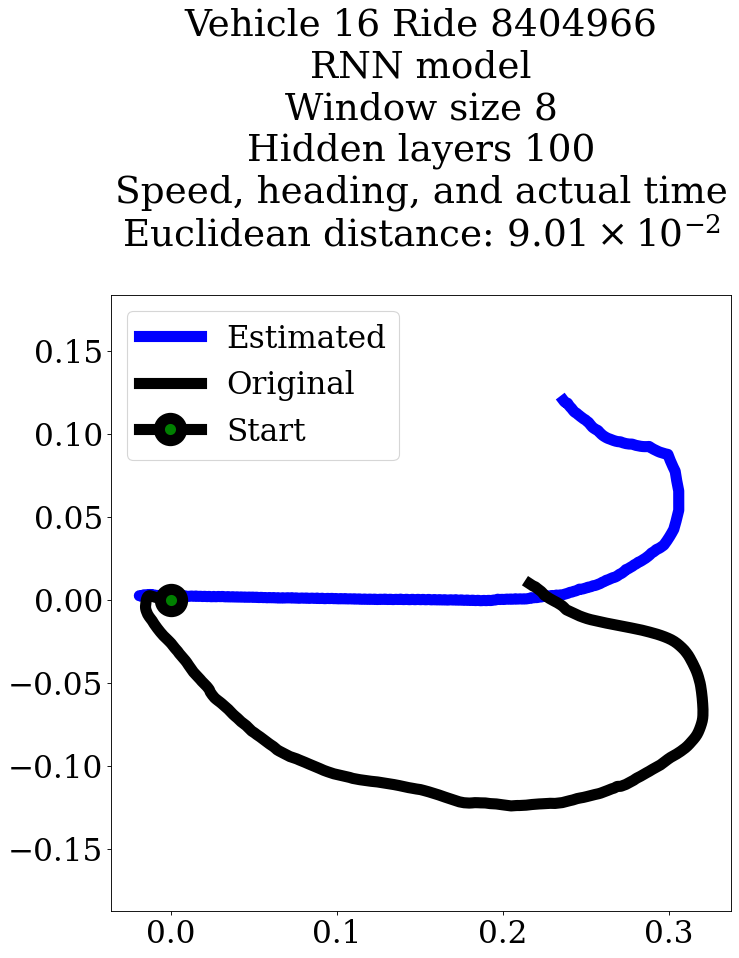 Vehicle 16 Ride 8404966
RNN model
Window size 8
Hidden layers 100
Speed, heading, and actual time
Euclidean distance: 9.01 × 10⁻²
Estimated
Original
Start
0.15
0.10
0.05
0.00
−0.05
−0.10
−0.15
0.0 0.1 0.2 0.3